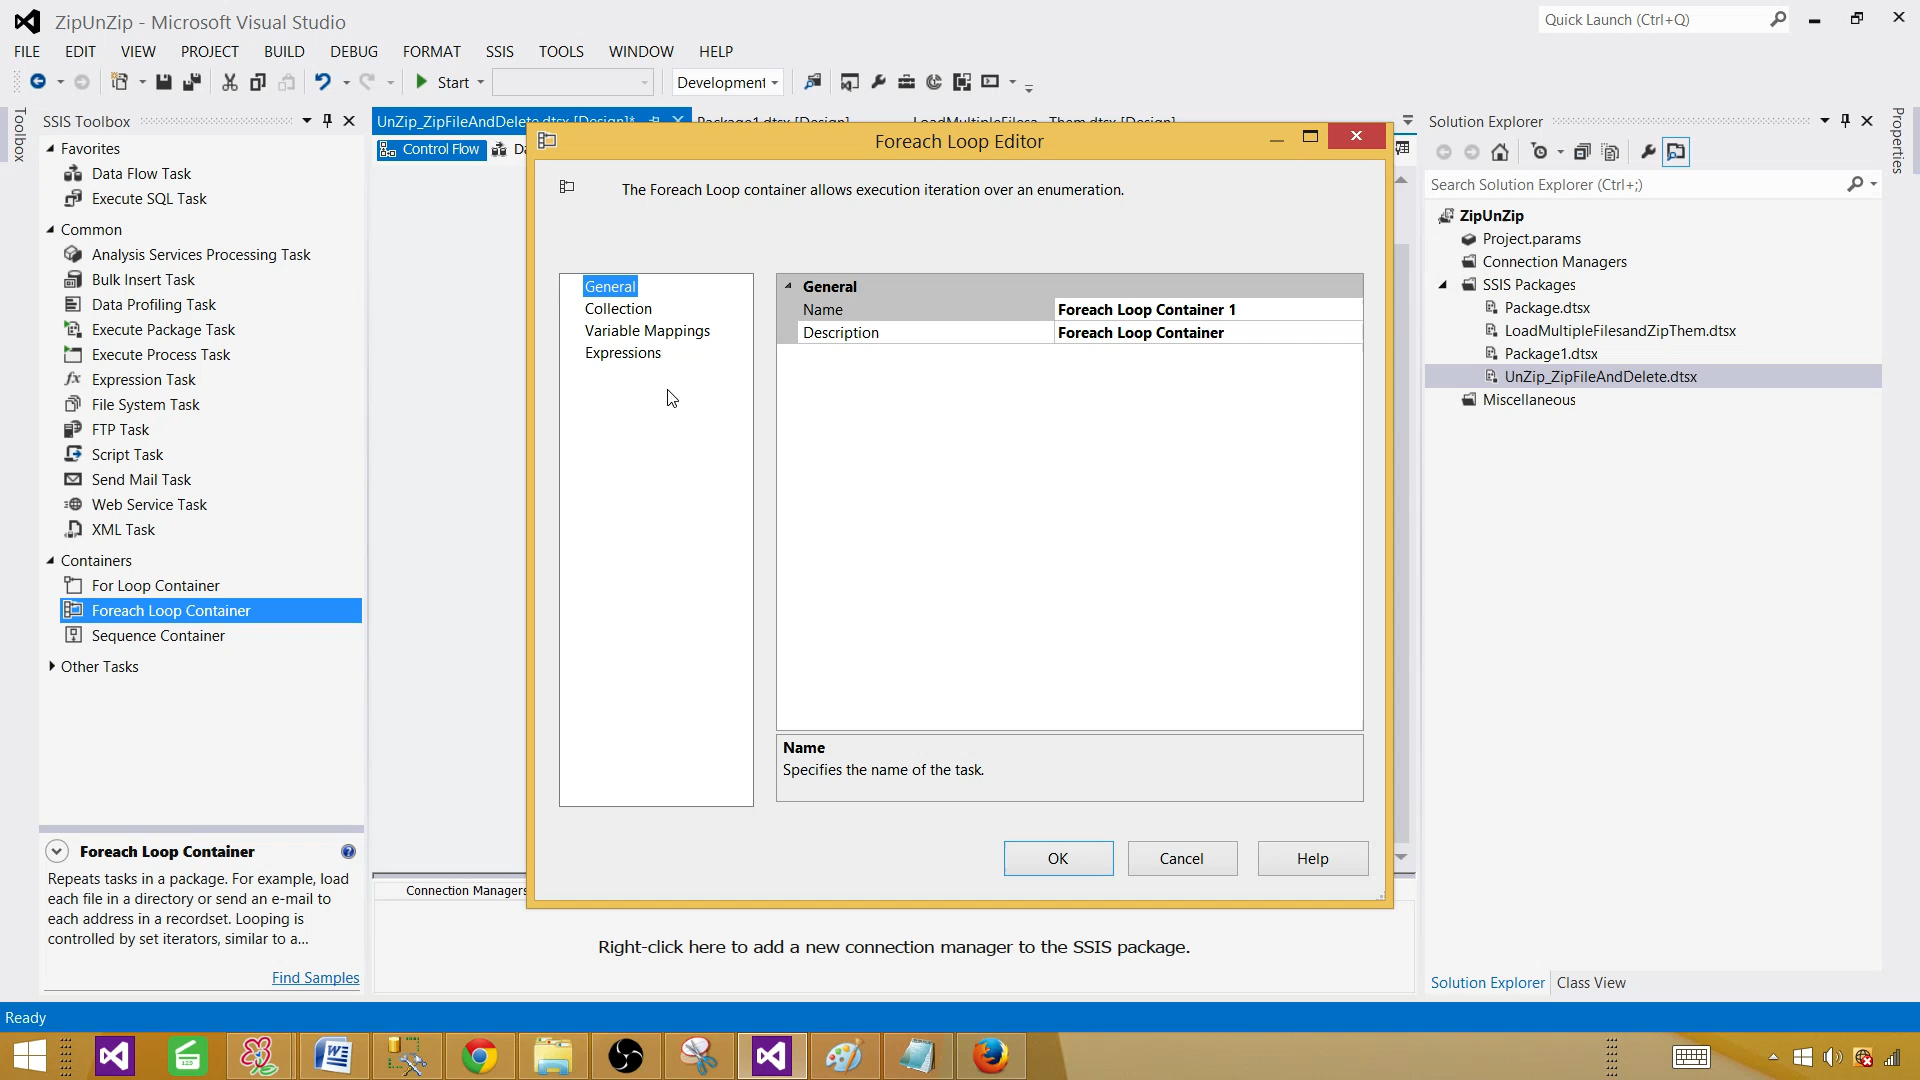 ZipUnZip - Microsoft Visual Studio
Quick Launch (Ctrl+Q)
FILE EDIT VIEW PROJECT BUILD DEBUG FORMAT SSIS TOOLS WINDOW HELP
Start
Development
Toolbox
SSIS Toolbox
Favorites
Data Flow Task
Execute SQL Task
Common
Analysis Services Processing Task
Bulk Insert Task
Data Profiling Task
Execute Package Task
Execute Process Task
Expression Task
File System Task
FTP Task
Script Task
Send Mail Task
Web Service Task
XML Task
Containers
For Loop Container
Foreach Loop Container
Sequence Container
Other Tasks
Foreach Loop Container
Repeats tasks in a package. For example, load
each file in a directory or send an e-mail to
each address in a recordset. Looping is
controlled by set iterators, similar to a...
Find Samples
UnZip_ZipFileAndDelete.dtsx [Design]*
Package1.dtsx [Design]
Them.dtsx [Design]
Control Flow
Foreach Loop Editor
The Foreach Loop container allows execution iteration over an enumeration.
General
Collection
Variable Mappings
Expressions
General
Name Foreach Loop Container 1
Description Foreach Loop Container
Name
Specifies the name of the task.
OK Cancel Help
Connection Managers
Right-click here to add a new connection manager to the SSIS package.
Solution Explorer
Search Solution Explorer (Ctrl+;)
ZipUnZip
Project.params
Connection Managers
SSIS Packages
Package.dtsx
LoadMultipleFilesandZipThem.dtsx
Package1.dtsx
UnZip_ZipFileAndDelete.dtsx
Miscellaneous
Solution Explorer Class View
Properties
Ready